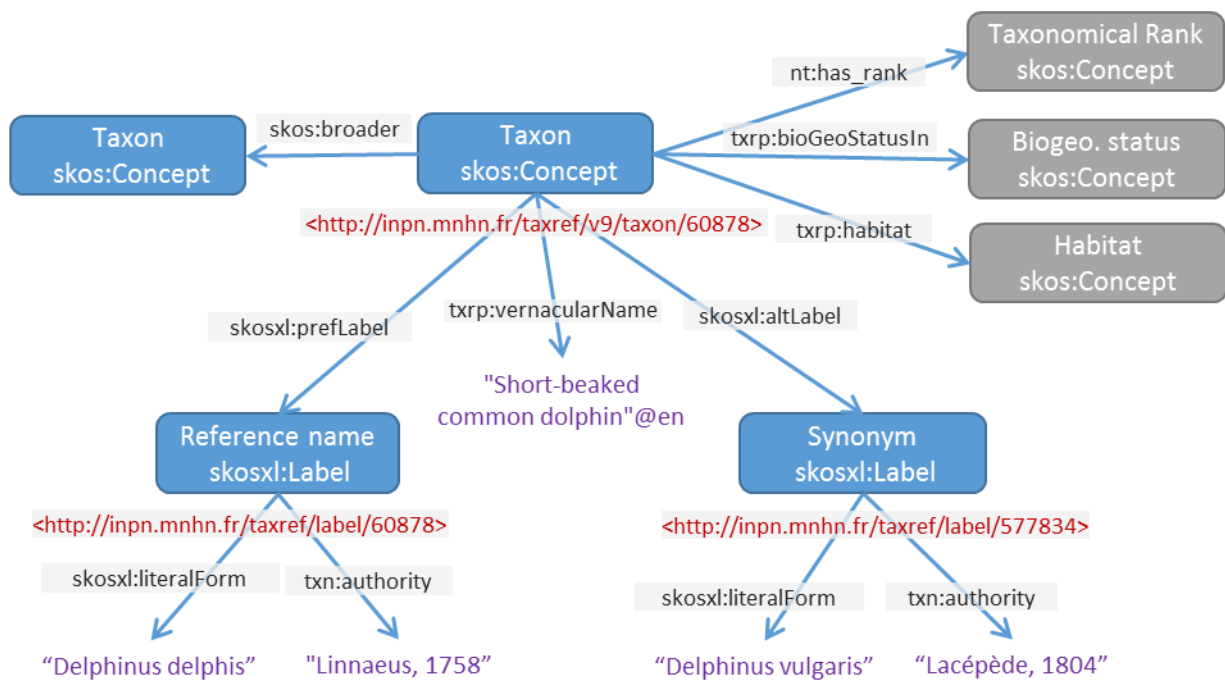 Taxonomical Rank
skos:Concept
nt:has_rank
Taxon
skos:Concept
skos:broader
Taxon
skos:Concept
txrp:bioGeoStatusIn
Biogeo. status
skos:Concept
<http://inpn.mnhn.fr/taxref/v9/taxon/60878>
txrp:habitat
Habitat
skos:Concept
skosxl:prefLabel
txrp:vernacularName
skosxl:altLabel
"Short-beaked
common dolphin"@en
Reference name
skosxl:Label
Synonym
skosxl:Label
<http://inpn.mnhn.fr/taxref/label/60878>
<http://inpn.mnhn.fr/taxref/label/577834>
skosxl:literalForm
txn:authority
skosxl:literalForm
txn:authority
“Delphinus delphis”
"Linnaeus, 1758”
“Delphinus vulgaris”
“Lacépède, 1804”